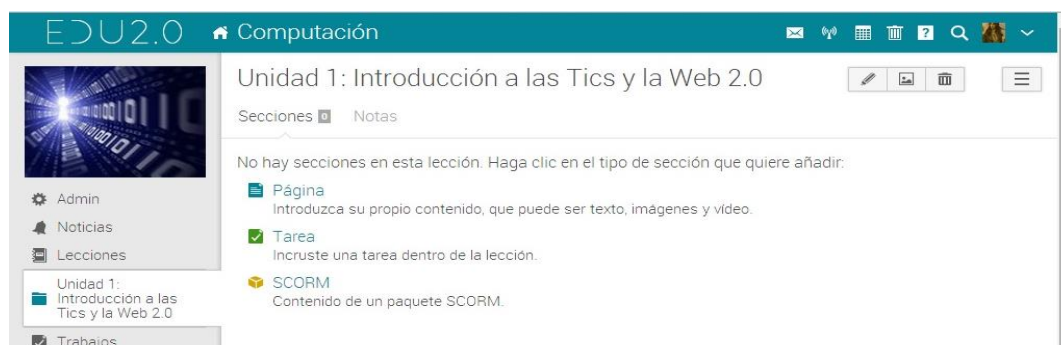 EDU2.0
Computación
Unidad 1: Introducción a las Tics y la Web 2.0
Secciones 0
Notas
No hay secciones en esta lección. Haga clic en el tipo de sección que quiere añadir:
Página
Introduzca su propio contenido, que puede ser texto, imágenes y vídeo.
Tarea
Incruste una tarea dentro de la lección.
SCORM
Contenido de un paquete SCORM.
Admin
Noticias
Lecciones
Unidad 1:
Introducción a las
Tics y la Web 2.0
Trabajos